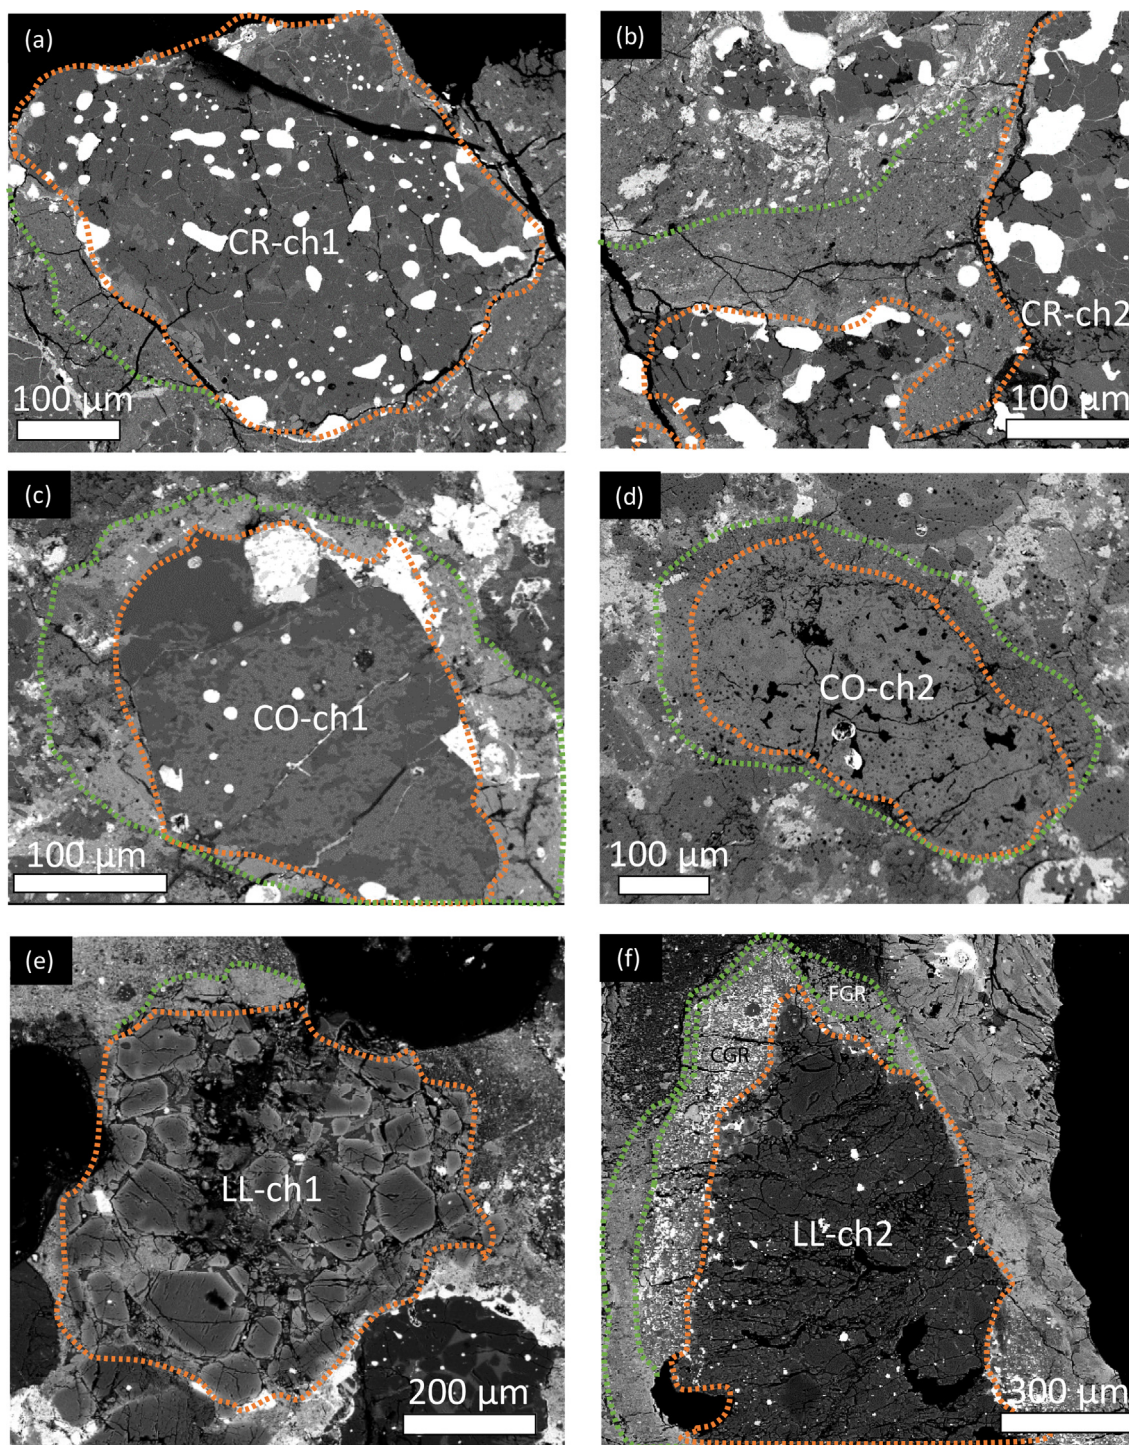 (a)
CR-ch1
100 μm
(b)
CR-ch2
100 μm
(c)
CO-ch1
100 μm
(d)
CO-ch2
100 μm
(e)
LL-ch1
200 μm
(f)
FGR
CGR
LL-ch2
300 μm